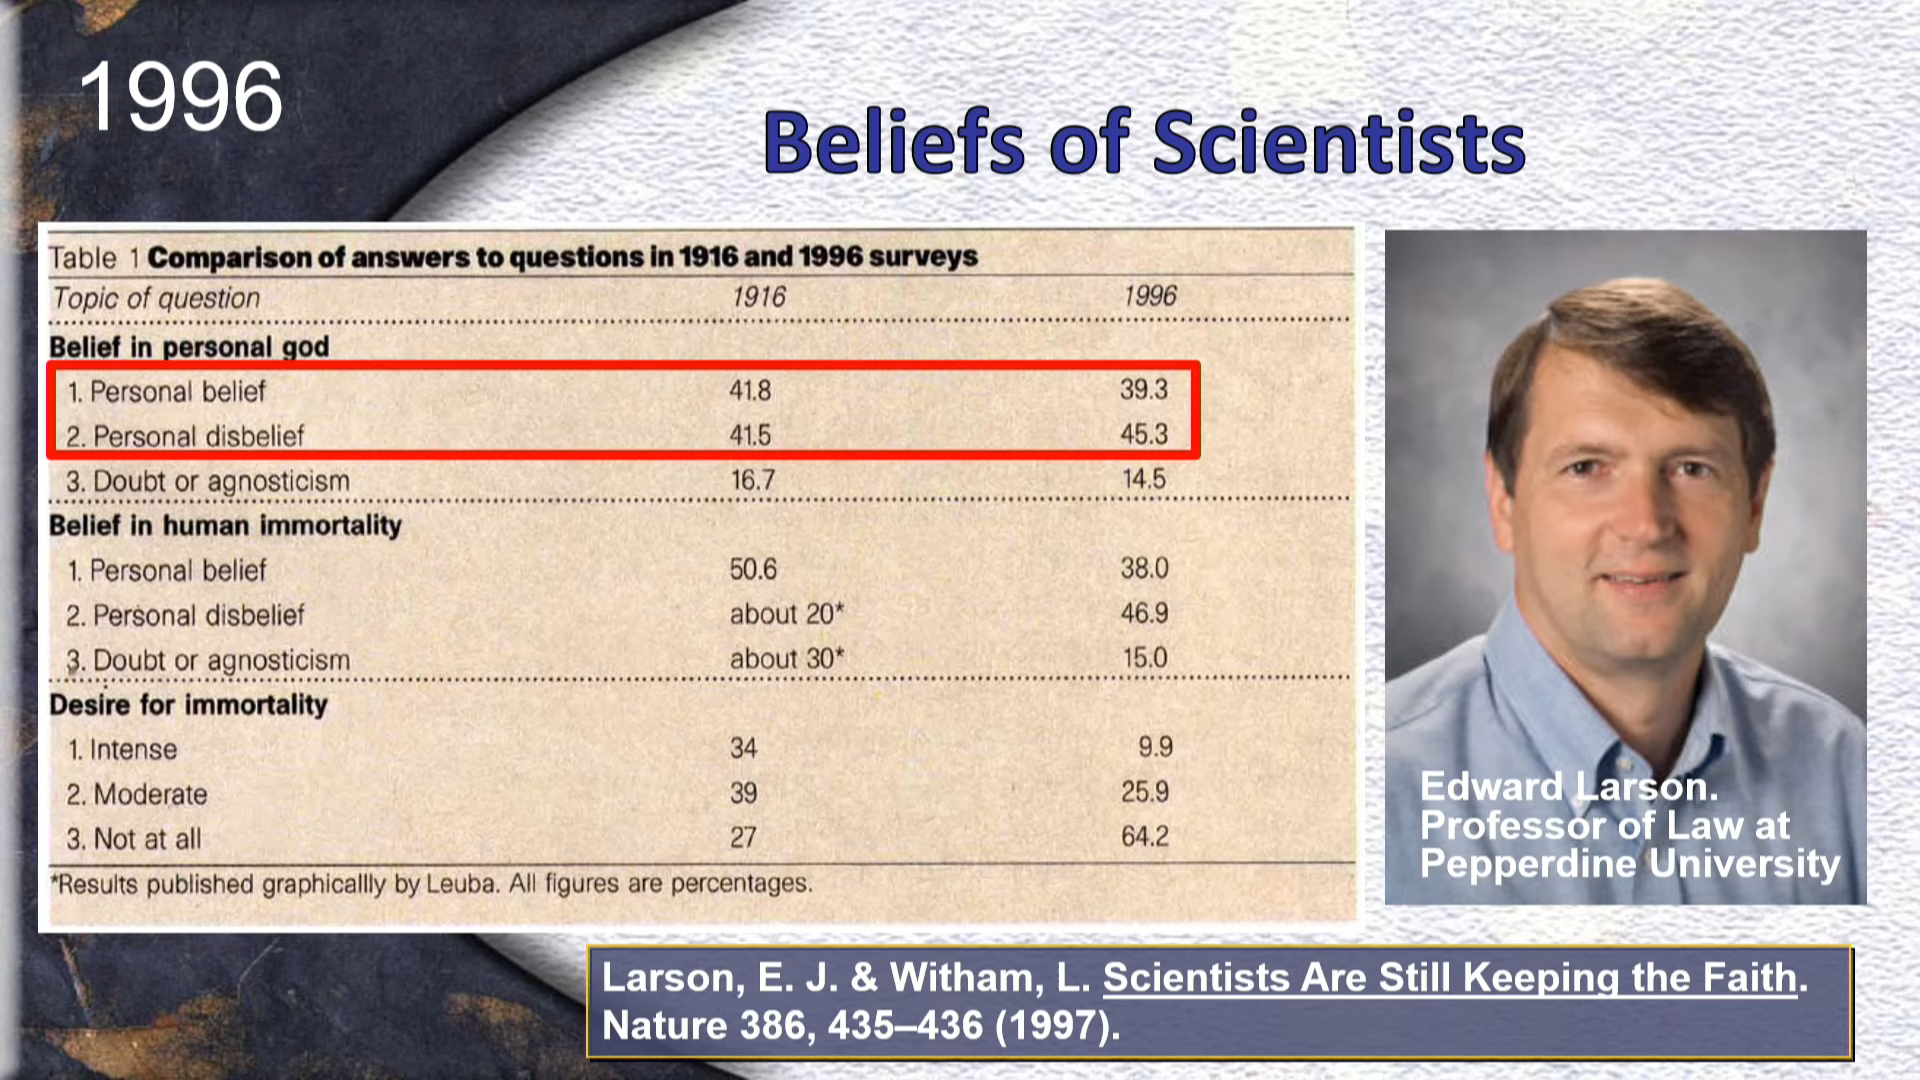 1996
Beliefs of Scientists
Table 1 Comparison of answers to questions in 1916 and 1996 surveys
Topic of question 1916 1996
Belief in personal god
1. Personal belief 41.8 39.3
2. Personal disbelief 41.5 45.3
3. Doubt or agnosticism 16.7 14.5
Belief in human immortality
1. Personal belief 50.6 38.0
2. Personal disbelief about 20* 46.9
3. Doubt or agnosticism about 30* 15.0
Desire for immortality
1. Intense 34 9.9
2. Moderate 39 25.9
3. Not at all 27 64.2
*Results published graphicallly by Leuba. All figures are percentages.
Edward Larson.
Professor of Law at
Pepperdine University
Larson, E. J. & Witham, L. Scientists Are Still Keeping the Faith.
Nature 386, 435–436 (1997).